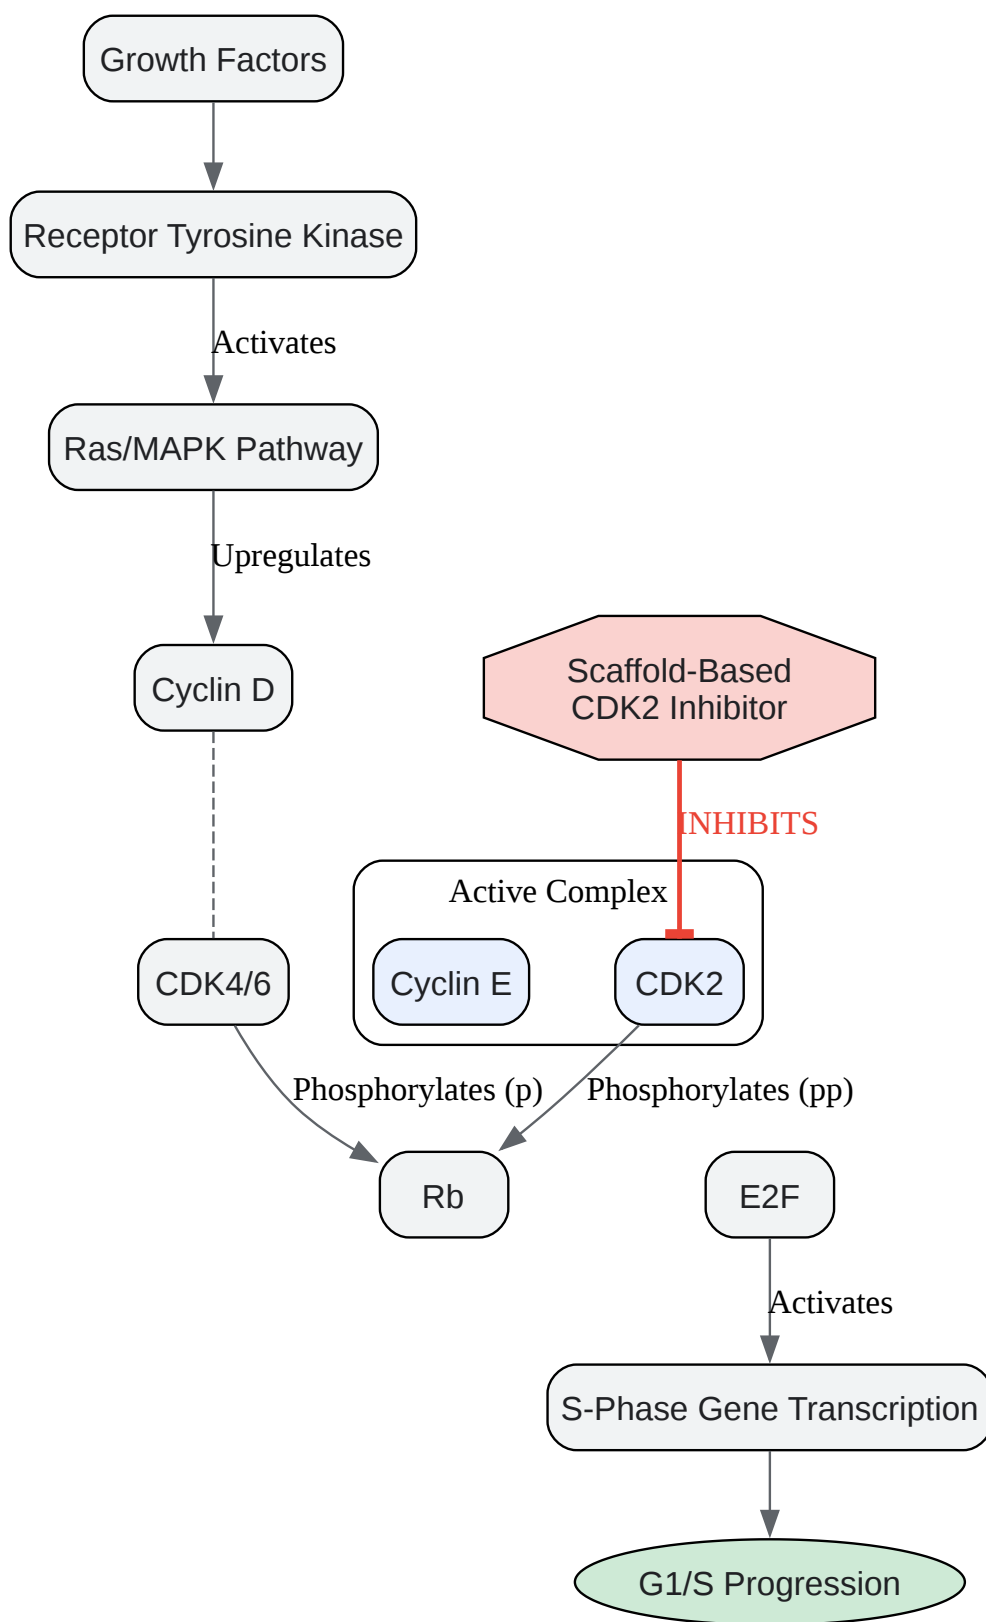 Growth Factors
Receptor Tyrosine Kinase
Activates
Ras/MAPK Pathway
Upregulates
Cyclin D
Scaffold-Based
CDK2 Inhibitor
INHIBITS
Active Complex
CDK4/6
Cyclin E
CDK2
Phosphorylates (p)
Phosphorylates (pp)
Rb
E2F
Activates
S-Phase Gene Transcription
G1/S Progression